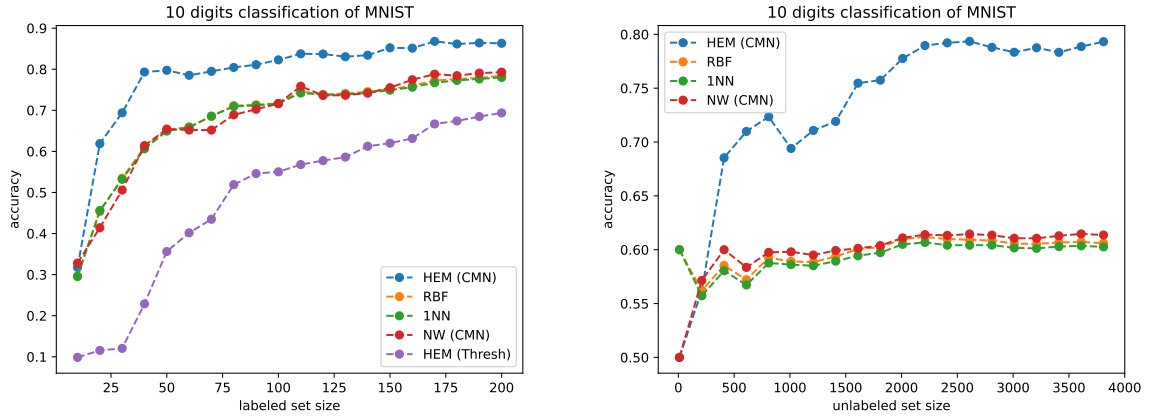 10 digits classification of MNIST
accuracy
0.9
0.8
0.7
0.6
0.5
0.4
0.3
0.2
0.1
HEM (CMN)
RBF
1NN
NW (CMN)
HEM (Thresh)
25 50 75 100 125 150 175 200
labeled set size
10 digits classification of MNIST
accuracy
0.80
0.75
0.70
0.65
0.60
0.55
0.50
HEM (CMN)
RBF
1NN
NW (CMN)
0 500 1000 1500 2000 2500 3000 3500 4000
unlabeled set size